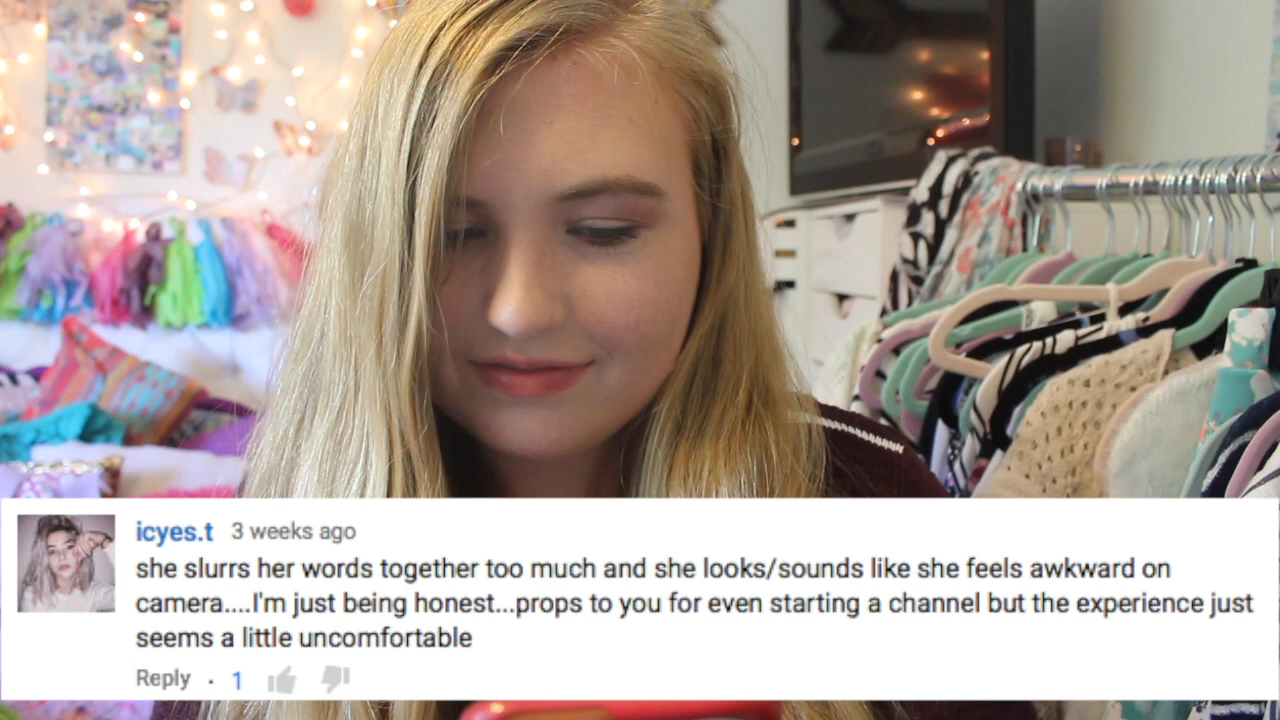 icyes.t 3 weeks ago
she slurrs her words together too much and she looks/sounds like she feels awkward on
camera....I'm just being honest...props to you for even starting a channel but the experience just
seems a little uncomfortable
Reply . 1